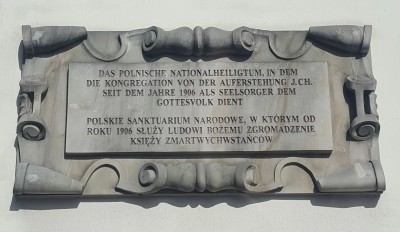 DAS POLNISCHE NATIONALHEILIGTUM, IN DEM
DIE KONGREGATION VON DER AUFERSTEHUNG J.CH.
SEIT DEM JAHRE 1906 ALS SEELSORGER DEM
GOTTESVOLK DIENT
POLSKIE SANKTUARIUM NARODOWE, W KTÓRYM OD
ROKU 1906 SŁUŻY LUDOWI BOŻEMU ZGROMADZENIE
KSIĘŻY ZMARTWYCHWSTAŃCÓW